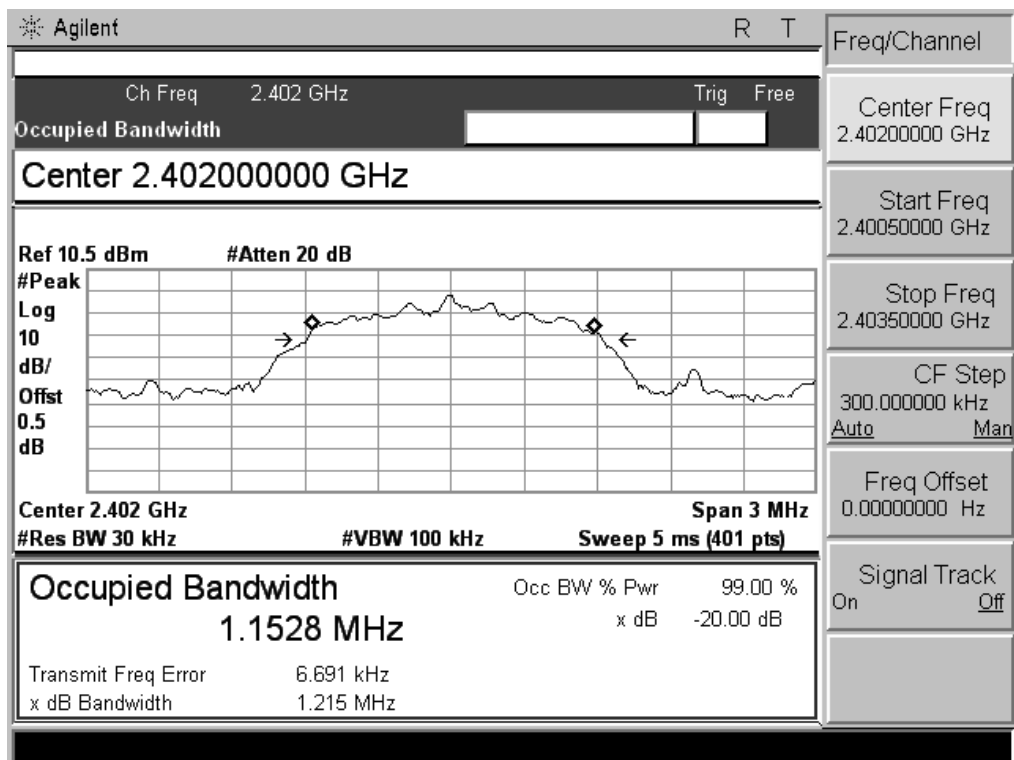 Agilent R T
Ch Freq 2.402 GHz Trig Free
Occupied Bandwidth
Center 2.402000000 GHz
Ref 10.5 dBm #Atten 20 dB
#Peak
Log
10
dB/
Offst
0.5
dB
Center 2.402 GHz Span 3 MHz
#Res BW 30 kHz #VBW 100 kHz Sweep 5 ms (401 pts)
Occupied Bandwidth Occ BW % Pwr 99.00 %
1.1528 MHz x dB -20.00 dB
Transmit Freq Error 6.691 kHz
x dB Bandwidth 1.215 MHz
Freq/Channel
Center Freq
2.40200000 GHz
Start Freq
2.40050000 GHz
Stop Freq
2.40350000 GHz
CF Step
300.000000 kHz
Auto Man
Freq Offset
0.00000000 Hz
Signal Track
On Off